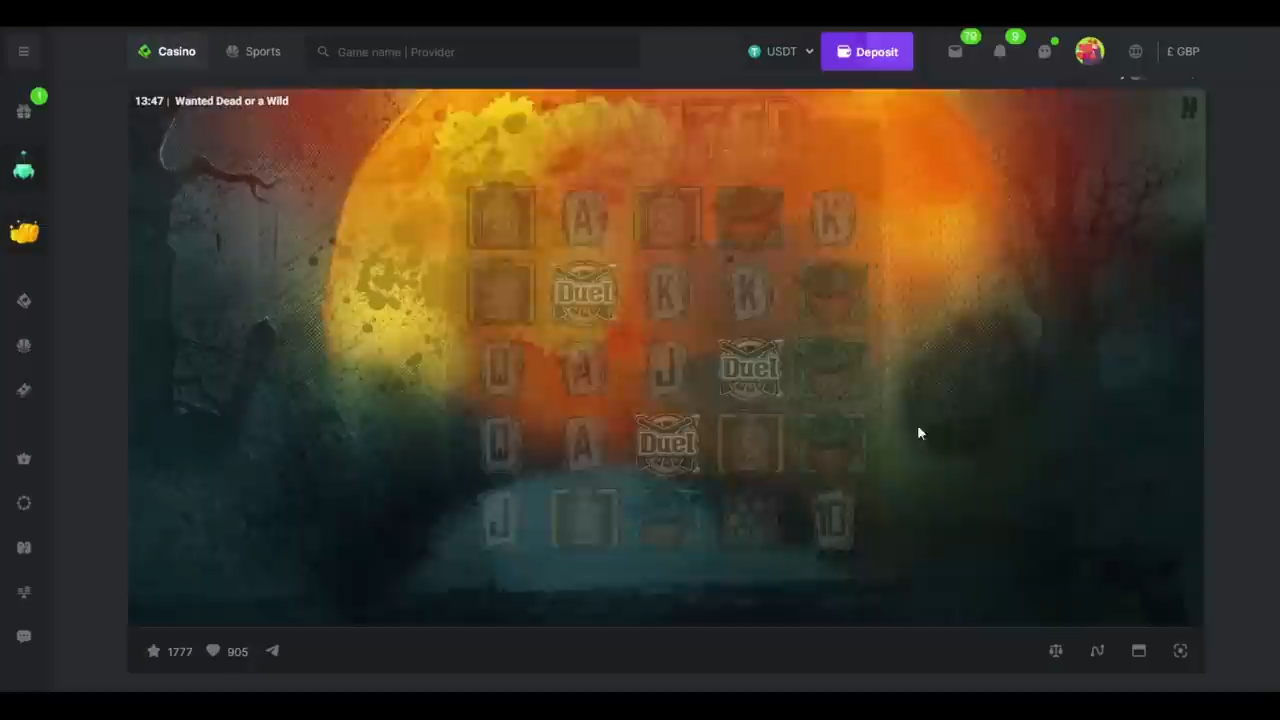 Casino
Sports
Game name | Provider
USDT
Deposit
79
9
£ GBP
1
13:47 | Wanted Dead or a Wild
A
K
Duel
K
K
Q
A
J
Duel
Q
A
Duel
J
10
1777
905